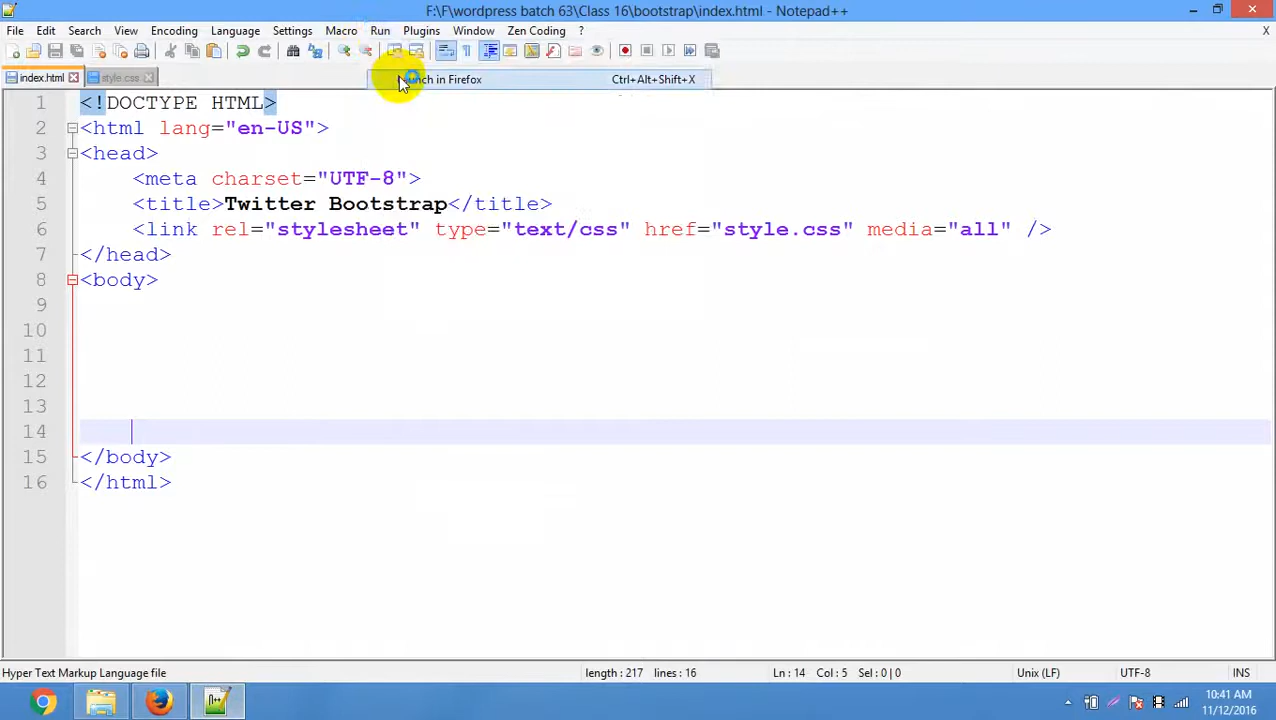 F:\F\wordpress batch 63\Class 16\bootstrap\index.html - Notepad++
File Edit Search View Encoding Language Settings Macro Run Plugins Window Zen Coding ? X
index.html style.css
in Firefox Ctrl+Alt+Shift+X
1 <!DOCTYPE HTML>
2 <html lang="en-US">
3 <head>
4 <meta charset="UTF-8">
5 <title>Twitter Bootstrap</title>
6 <link rel="stylesheet" type="text/css" href="style.css" media="all" />
7 </head>
8 <body>
9
10
11
12
13
14
15 </body>
16 </html>
Hyper Text Markup Language file length : 217 lines : 16 Ln : 14 Col : 5 Sel : 0 | 0 Unix (LF) UTF-8 INS
10:41 AM
11/12/2016